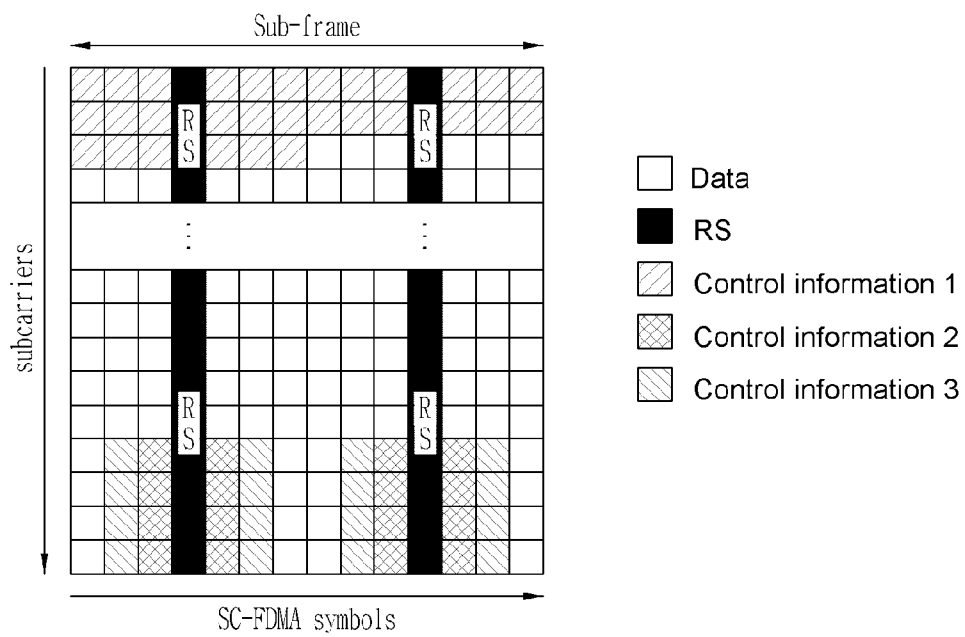 Sub-frame
R
S
R
S
subcarriers
R
S
R
S
SC-FDMA symbols
Data
RS
Control information 1
Control information 2
Control information 3